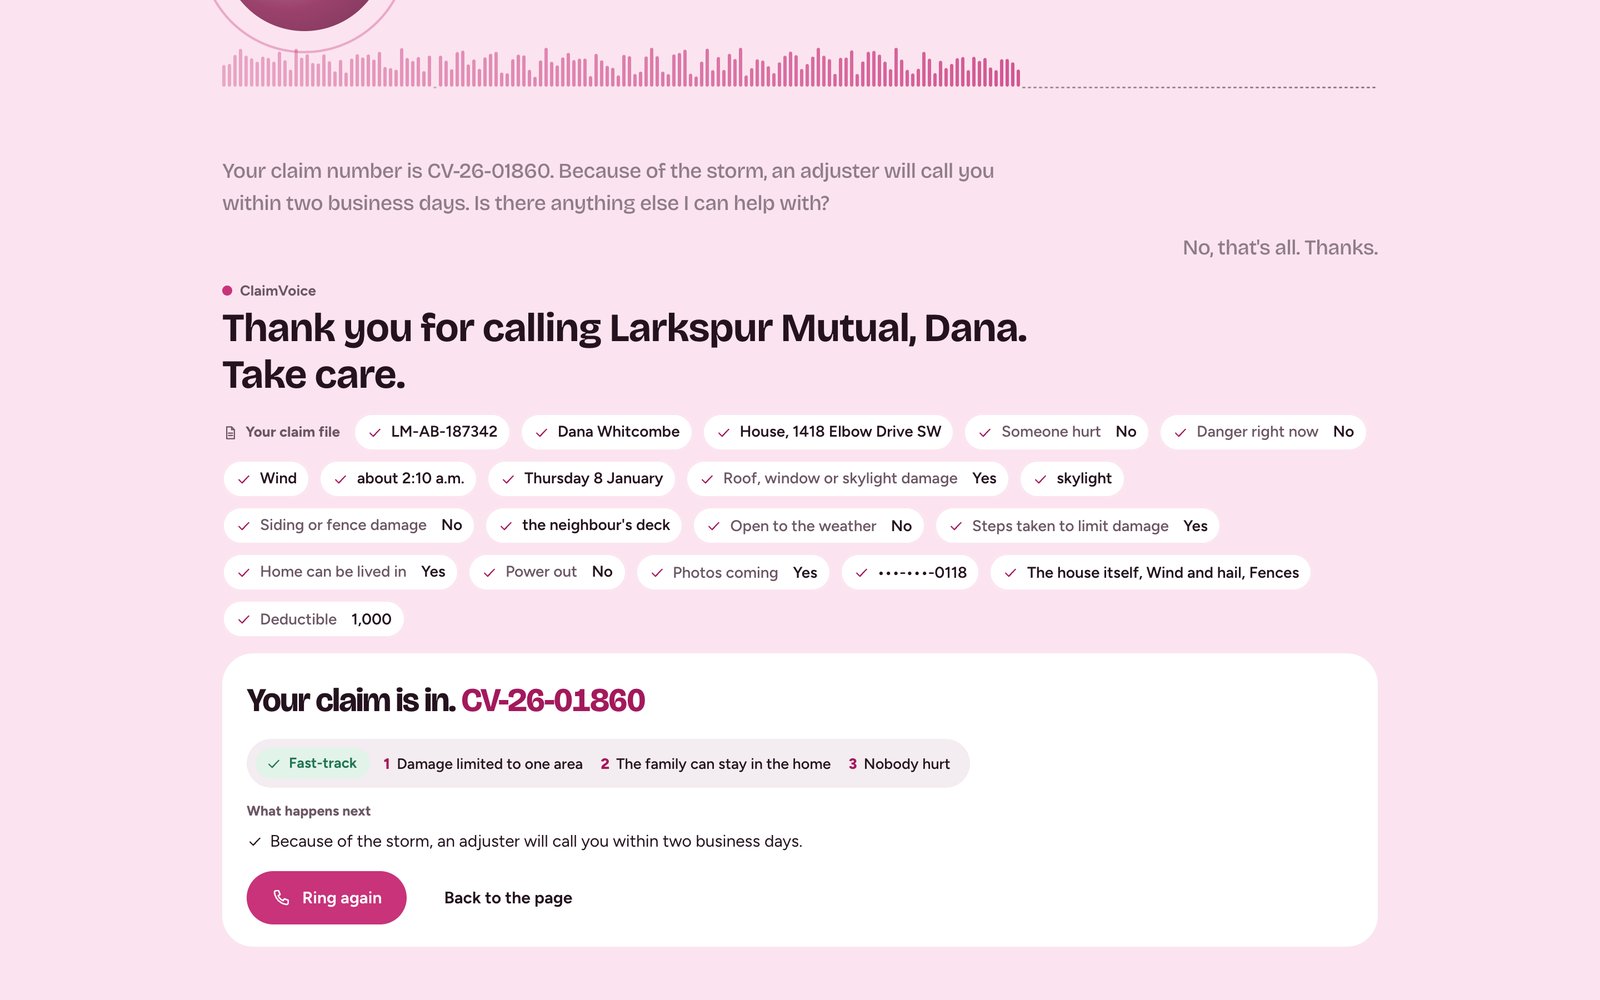 Your claim number is CV-26-01860. Because of the storm, an adjuster will call you
within two business days. Is there anything else I can help with?
No, that's all. Thanks.
ClaimVoice
Thank you for calling Larkspur Mutual, Dana.
Take care.
Your claim file LM-AB-187342 Dana Whitcombe House, 1418 Elbow Drive SW Someone hurt No Danger right now No
Wind about 2:10 a.m. Thursday 8 January Roof, window or skylight damage Yes skylight
Siding or fence damage No the neighbour's deck Open to the weather No Steps taken to limit damage Yes
Home can be lived in Yes Power out No Photos coming Yes •••-•••-0118 The house itself, Wind and hail, Fences
Deductible 1,000
Your claim is in. CV-26-01860
Fast-track 1 Damage limited to one area 2 The family can stay in the home 3 Nobody hurt
What happens next
Because of the storm, an adjuster will call you within two business days.
Ring again Back to the page